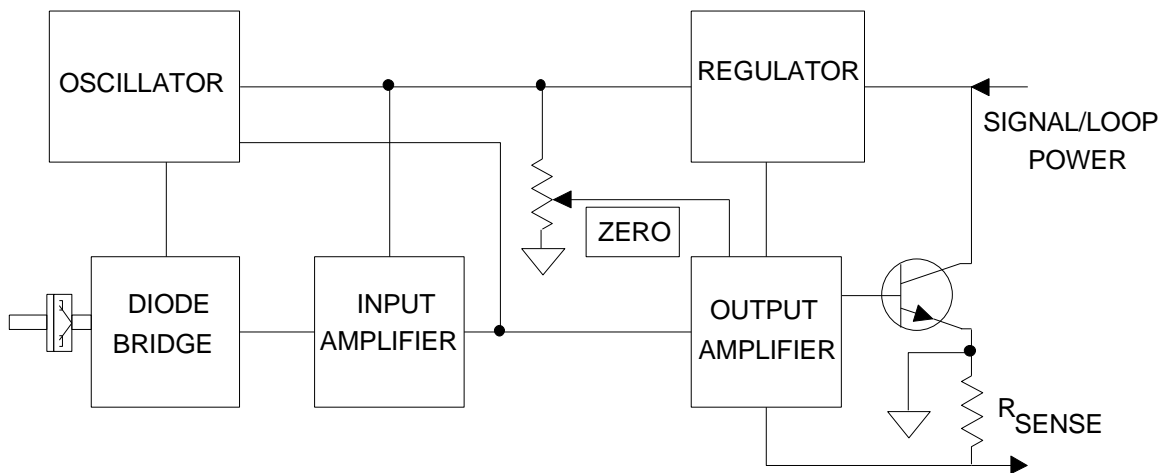 OSCILLATOR
REGULATOR
SIGNAL/LOOP
POWER
ZERO
DIODE
BRIDGE
INPUT
AMPLIFIER
OUTPUT
AMPLIFIER
RSENSE